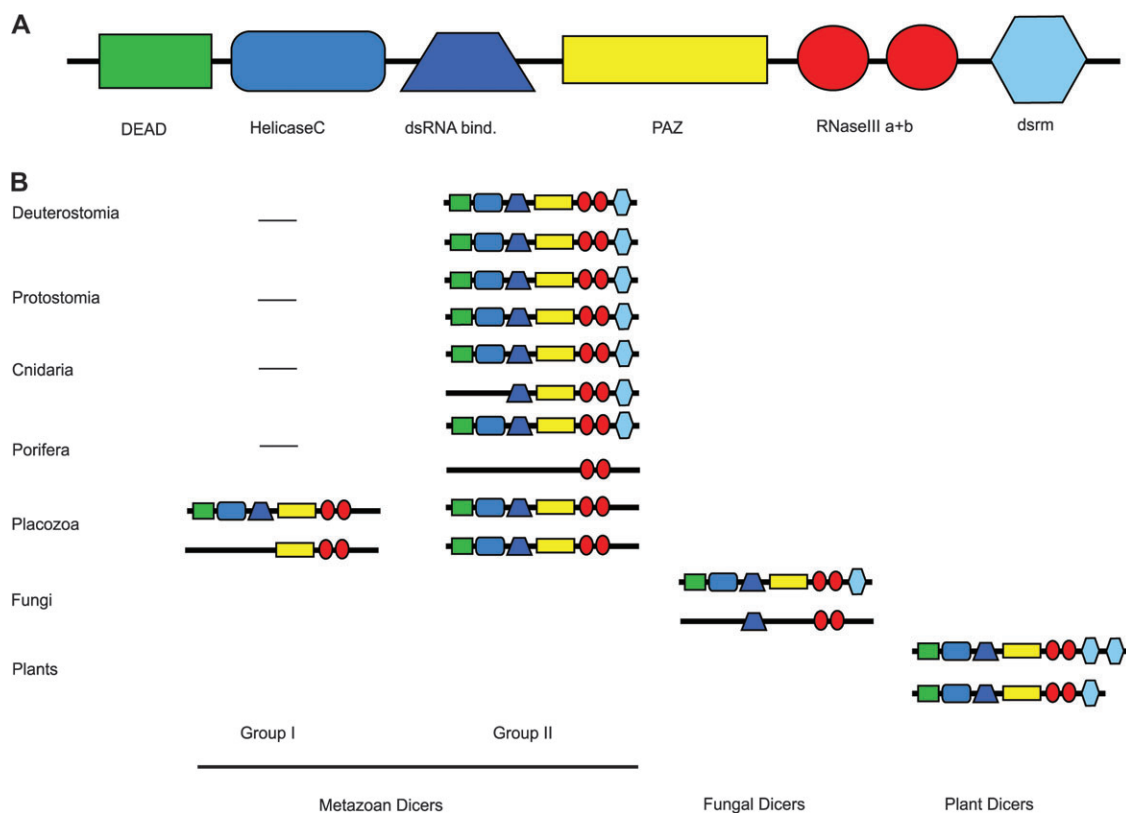 A
DEAD HelicaseC dsRNA bind. PAZ RNaseIII a+b dsrm
B
Deuterostomia
Protostomia
Cnidaria
Porifera
Placozoa
Fungi
Plants
Group I Group II
Metazoan Dicers Fungal Dicers Plant Dicers